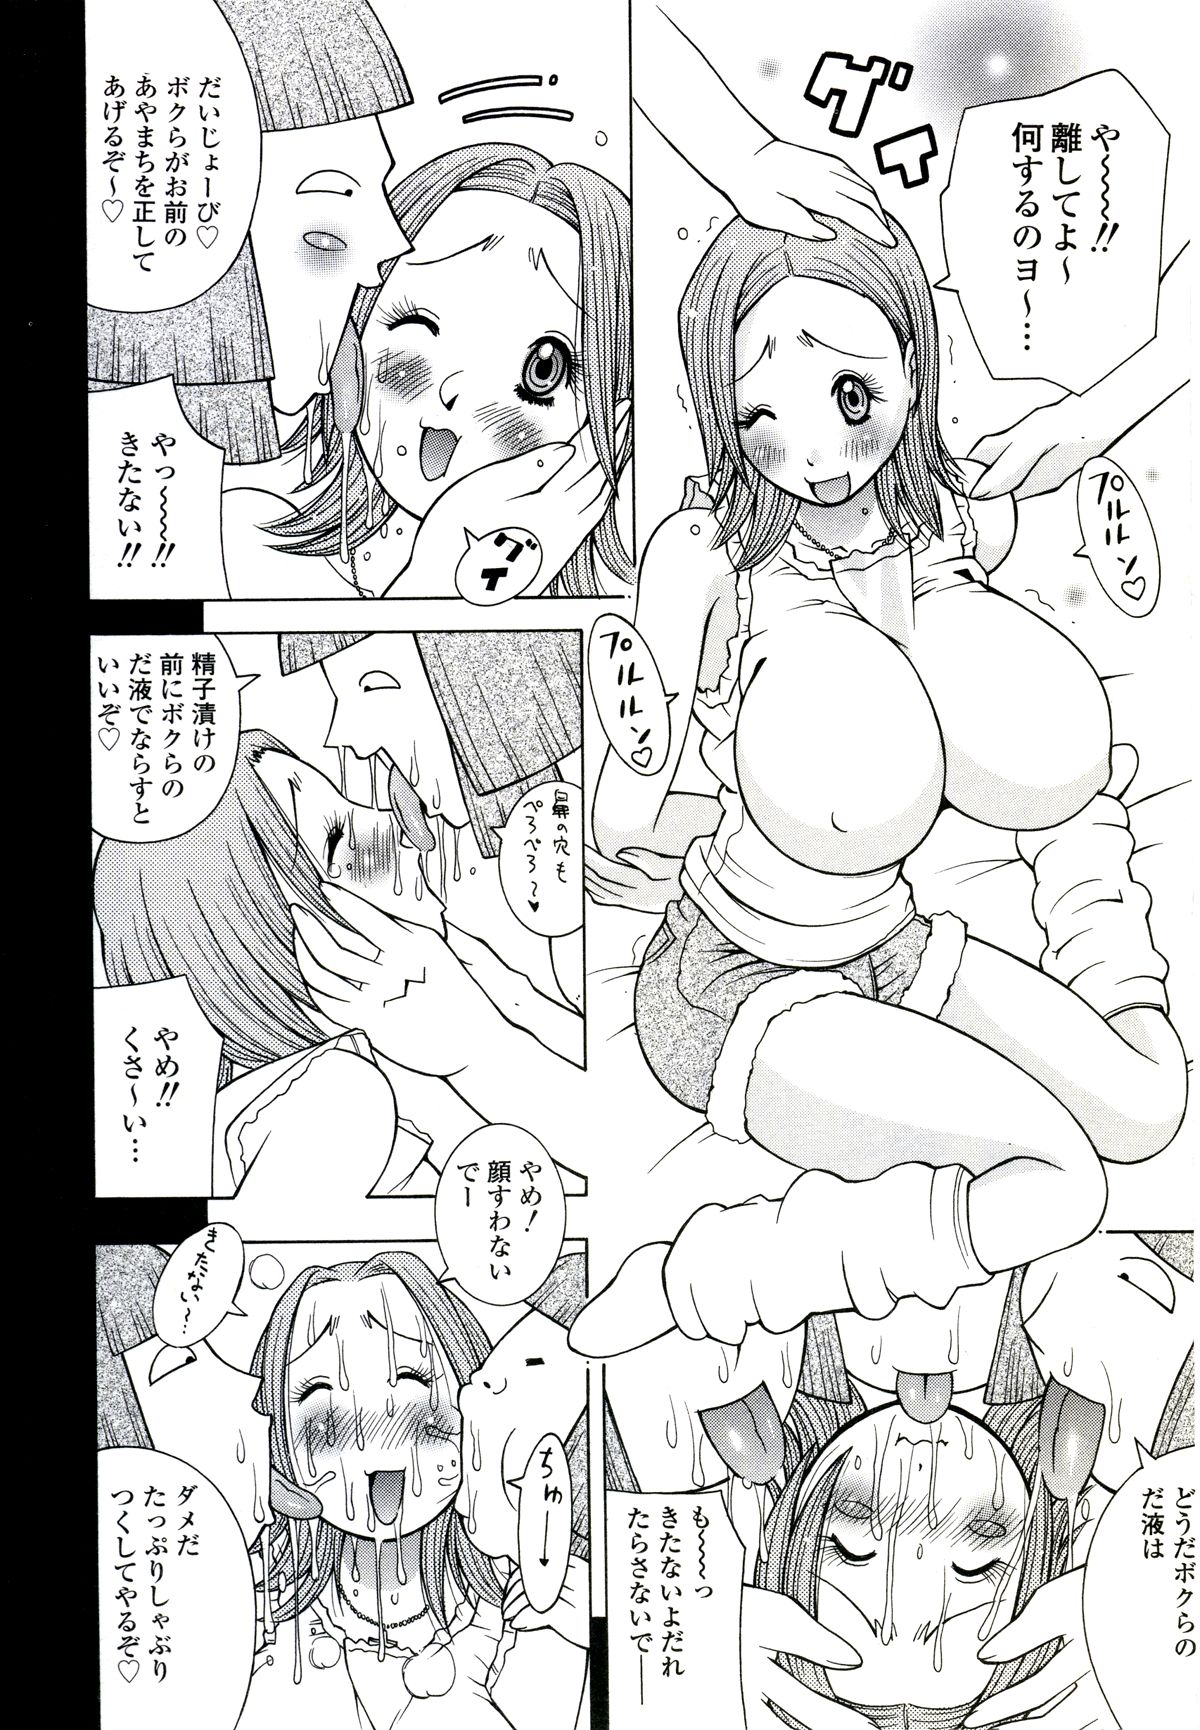 や〜〜〜!!
離してよ〜
何するのヨ〜…
グイ
プルルン♡
プルルン♡
だいじょーび♡
ボクらがお前の
あやまちを正して
あげるぞ〜♡
グイ
やっ〜〜〜!!
きたない!!
精子漬けの
前にボクらの
だ液でならすと
いいぞ♡
鼻の穴も
ぺろぺろ〜♥
やめ!!
くさ〜い…
どうだボクらの
だ液は
も〜〜っ
きたないよだれ
たらさないで──
やめ!
顔すわない
でー
きたない〜…
ちゅー
ダメだ
たっぷりしゃぶり
つくしてやるぞ♡